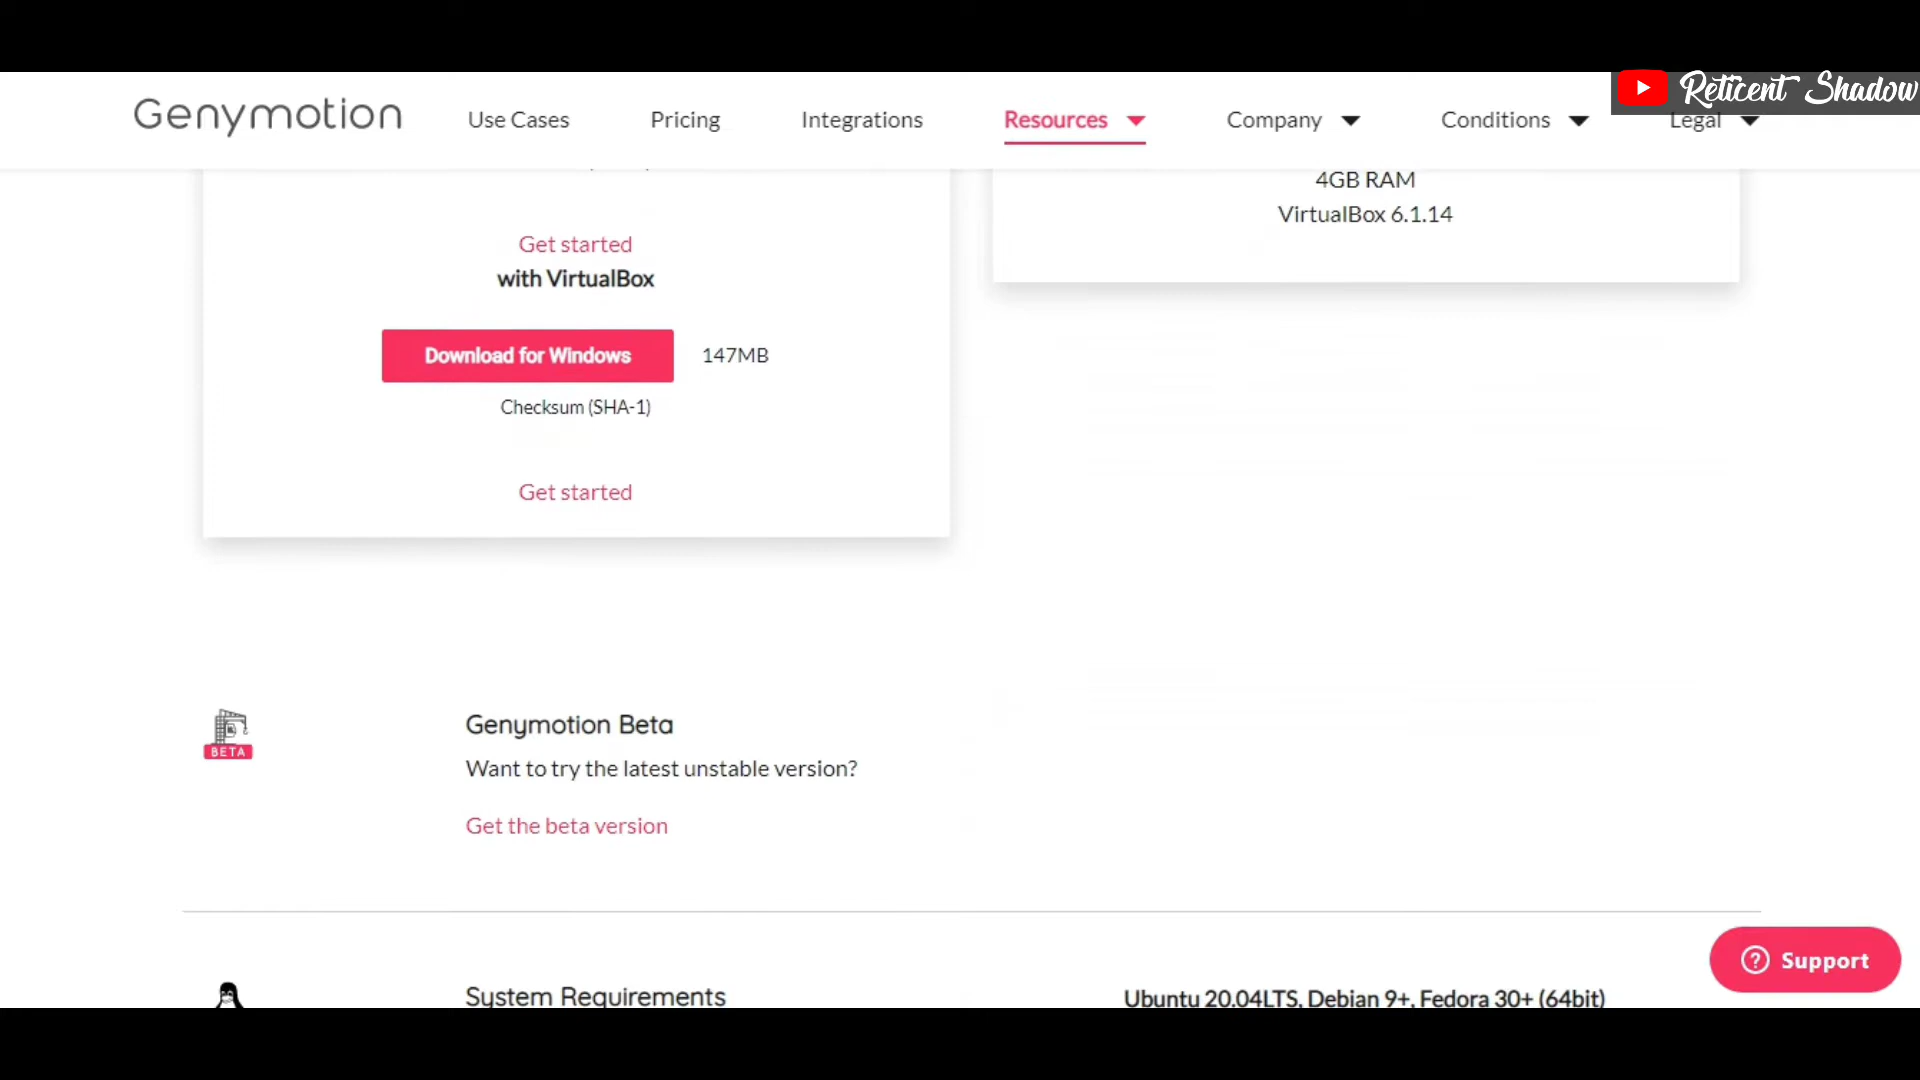 Reticent Shadow
Genymotion
Use Cases
Pricing
Integrations
Resources
Company
Conditions
Legal
4GB RAM
VirtualBox 6.1.14
Get started
with VirtualBox
Download for Windows
147MB
Checksum (SHA-1)
Get started
BETA
Genymotion Beta
Want to try the latest unstable version?
Get the beta version
Support
System Requirements
Ubuntu 20.04LTS, Debian 9+, Fedora 30+ (64bit)